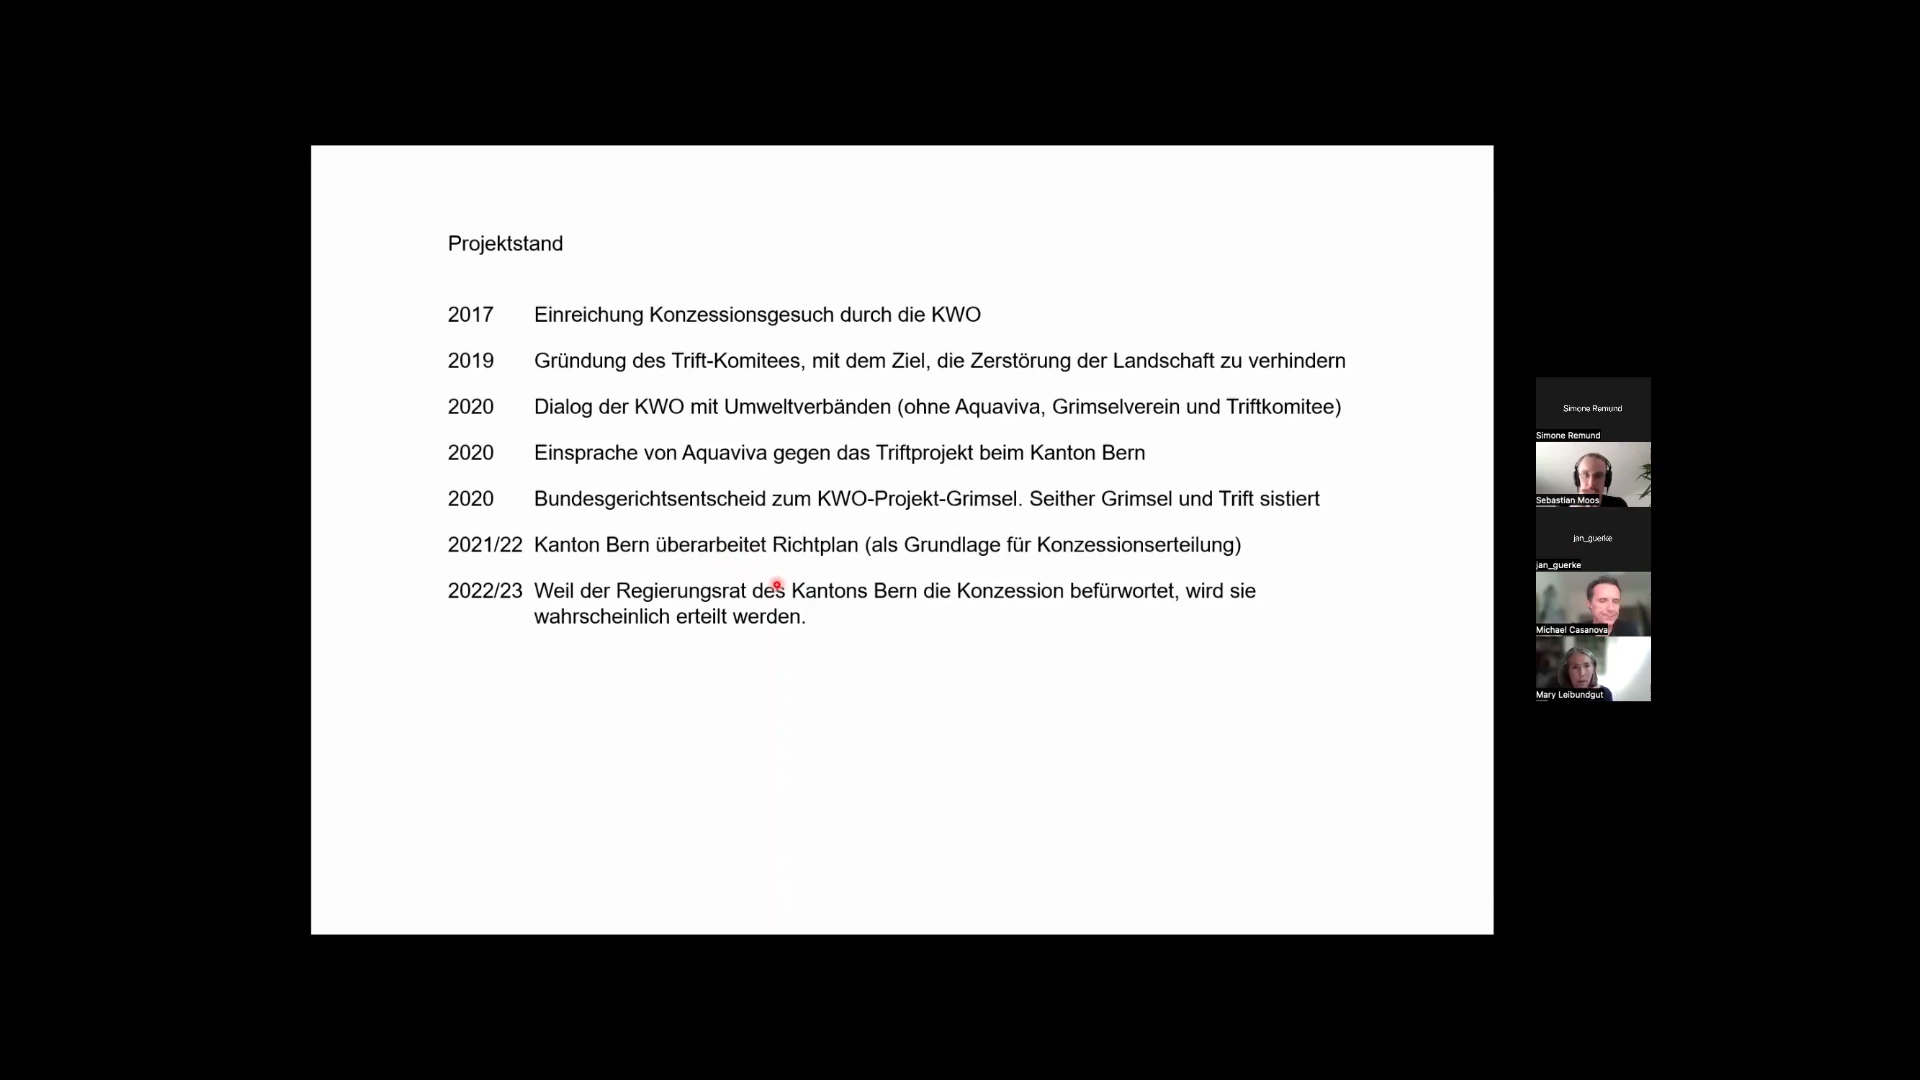 Projektstand
2017 Einreichung Konzessionsgesuch durch die KWO
2019 Gründung des Trift-Komitees, mit dem Ziel, die Zerstörung der Landschaft zu verhindern
2020 Dialog der KWO mit Umweltverbänden (ohne Aquaviva, Grimselverein und Triftkomitee)
2020 Einsprache von Aquaviva gegen das Triftprojekt beim Kanton Bern
2020 Bundesgerichtsentscheid zum KWO-Projekt-Grimsel. Seither Grimsel und Trift sistiert
2021/22 Kanton Bern überarbeitet Richtplan (als Grundlage für Konzessionserteilung)
2022/23 Weil der Regierungsrat des Kantons Bern die Konzession befürwortet, wird sie
wahrscheinlich erteilt werden.
Simone Remund
Simone Remund
Sebastian Moos
jan_guerke
jan_guerke
Michael Casanova
Mary Leibundgut